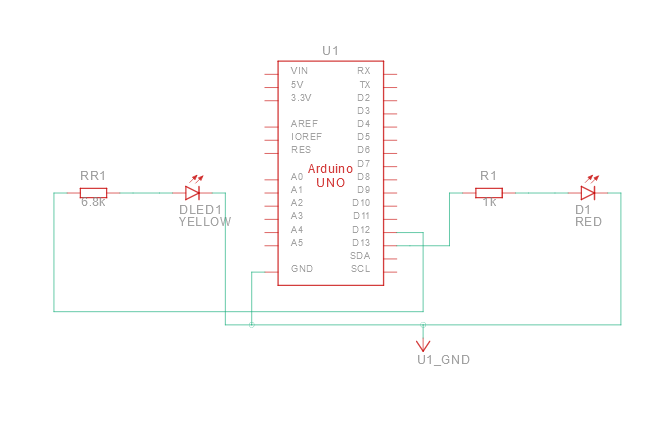 U1
VIN RX
5V TX
3.3V D2
D3
AREF D4
IOREF D5
RES D6
D7
Arduino
UNO
A0 D8
A1 D9
A2 D10
A3 D11
A4 D12
A5 D13
SDA
GND SCL
RR1
6.8k
DLED1
YELLOW
R1
1k
D1
RED
U1_GND